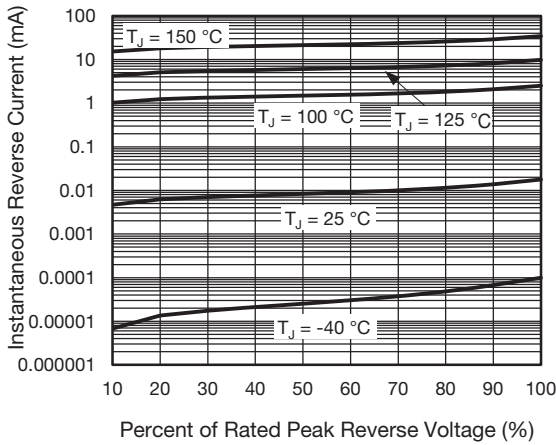 Instantaneous Reverse Current (mA)
100
10
1
0.1
0.01
0.001
0.0001
0.00001
0.000001
T_J = 150 °C
T_J = 125 °C
T_J = 100 °C
T_J = 25 °C
T_J = -40 °C
10 20 30 40 50 60 70 80 90 100
Percent of Rated Peak Reverse Voltage (%)